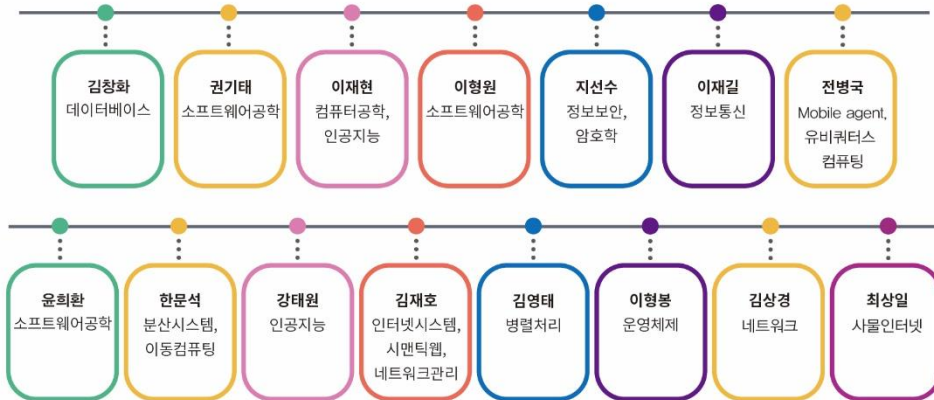 김창화
데이터베이스
권기태
소프트웨어공학
이재현
컴퓨터공학,
인공지능
이형원
소프트웨어공학
지선수
정보보안,
암호학
이재길
정보통신
전병국
Mobile agent,
유비쿼터스
컴퓨팅
윤희환
소프트웨어공학
한문석
분산시스템,
이동컴퓨팅
강태원
인공지능
김재호
인터넷시스템,
시맨틱웹,
네트워크관리
김영태
병렬처리
이형봉
운영체제
김상경
네트워크
최상일
사물인터넷